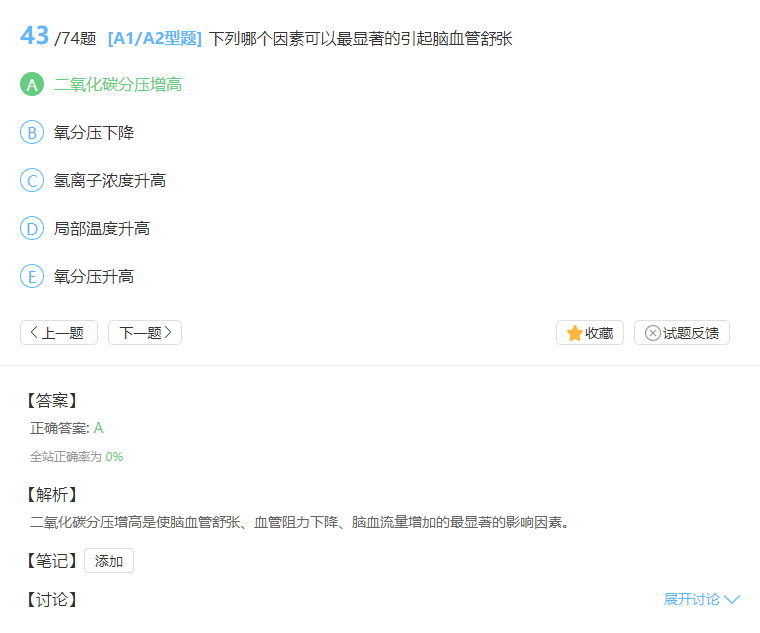 43 /74题 [A1/A2型题] 下列哪个因素可以最显著的引起脑血管舒张
A 二氧化碳分压增高
B 氧分压下降
C 氢离子浓度升高
D 局部温度升高
E 氧分压升高
上一题 下一题 收藏 试题反馈
【答案】
正确答案: A
全站正确率为 0%
【解析】
二氧化碳分压增高是使脑血管舒张、血管阻力下降、脑血流量增加的最显著的影响因素。
【笔记】 添加
【讨论】 展开讨论